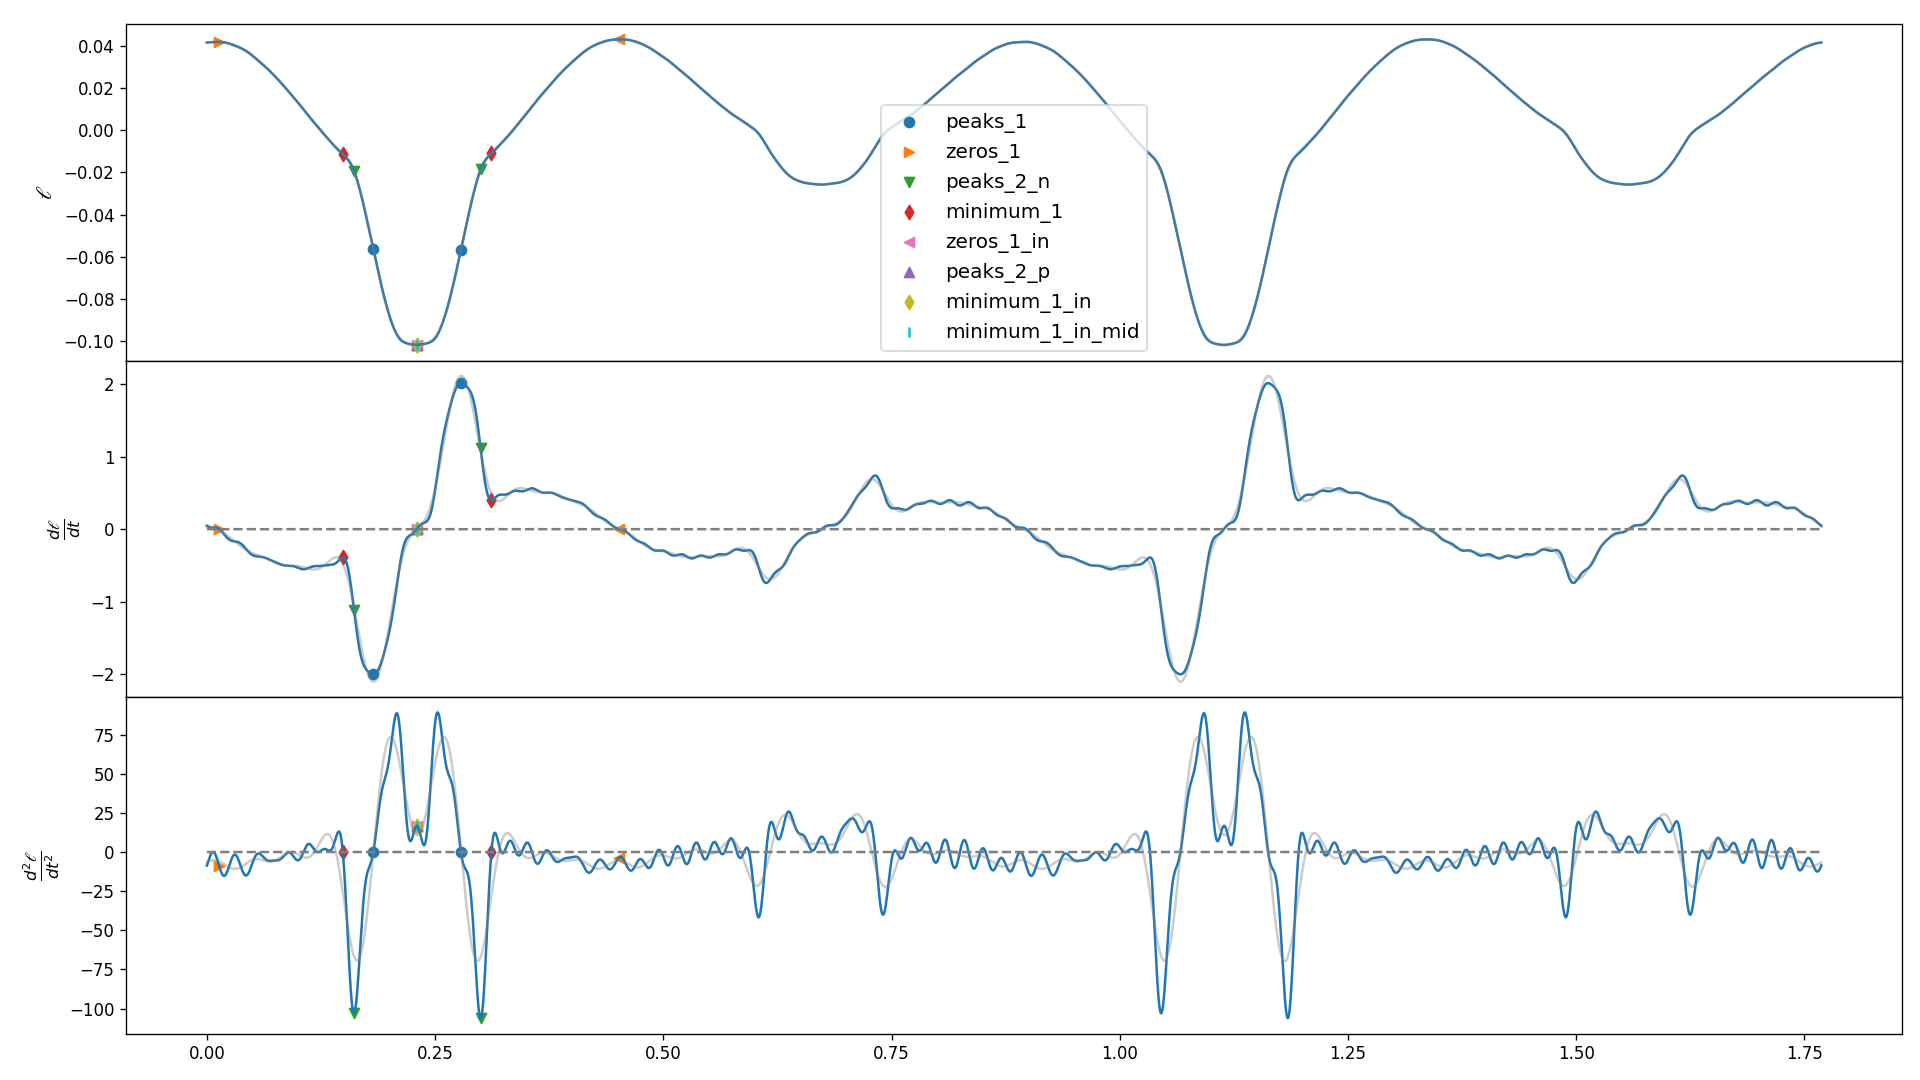 0.04
0.02
0.00
−0.02
−0.04
−0.06
−0.08
−0.10
ℓ
peaks_1
zeros_1
peaks_2_n
minimum_1
zeros_1_in
peaks_2_p
minimum_1_in
minimum_1_in_mid
2
1
0
−1
−2
dℓ
dt
75
50
25
0
−25
−50
−75
−100
d²ℓ
dt²
0.00 0.25 0.50 0.75 1.00 1.25 1.50 1.75